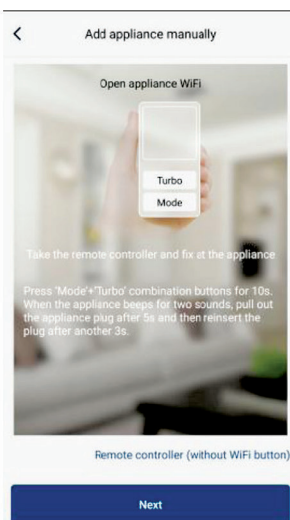 Add appliance manually
Open appliance WiFi
Turbo
Mode
Take the remote controller and fix at the appliance
Press 'Mode'+'Turbo' combination buttons for 10s.
When the appliance beeps for two sounds, pull out
the appliance plug after 5s and then reinsert the
plug after another 3s.
Remote controller (without WiFi button)
Next